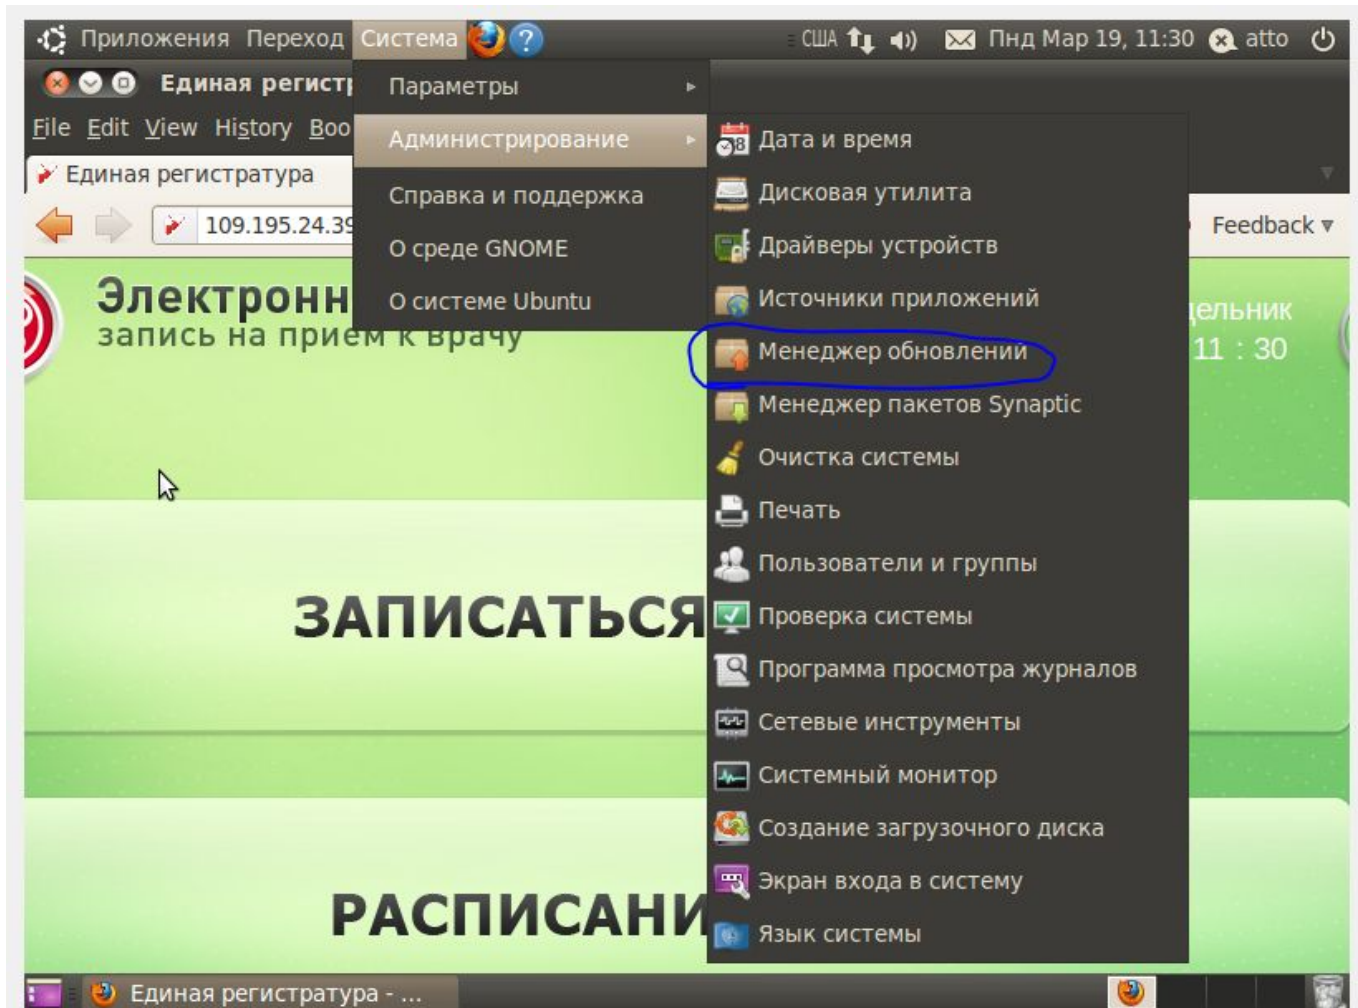 Приложения Переход Система США Пнд Мар 19, 11:30 atto
Единая регистр
File Edit View History Boo
Единая регистратура
109.195.24.39
Feedback
Параметры
Администрирование
Справка и поддержка
О среде GNOME
О системе Ubuntu
Дата и время
Дисковая утилита
Драйверы устройств
Источники приложений
Менеджер обновлений
Менеджер пакетов Synaptic
Очистка системы
Печать
Пользователи и группы
Проверка системы
Программа просмотра журналов
Сетевые инструменты
Системный монитор
Создание загрузочного диска
Экран входа в систему
Язык системы
Электронн
запись на прием к врачу
дельник
11 : 30
ЗАПИСАТЬСЯ
РАСПИСАНИ
Единая регистратура - ...